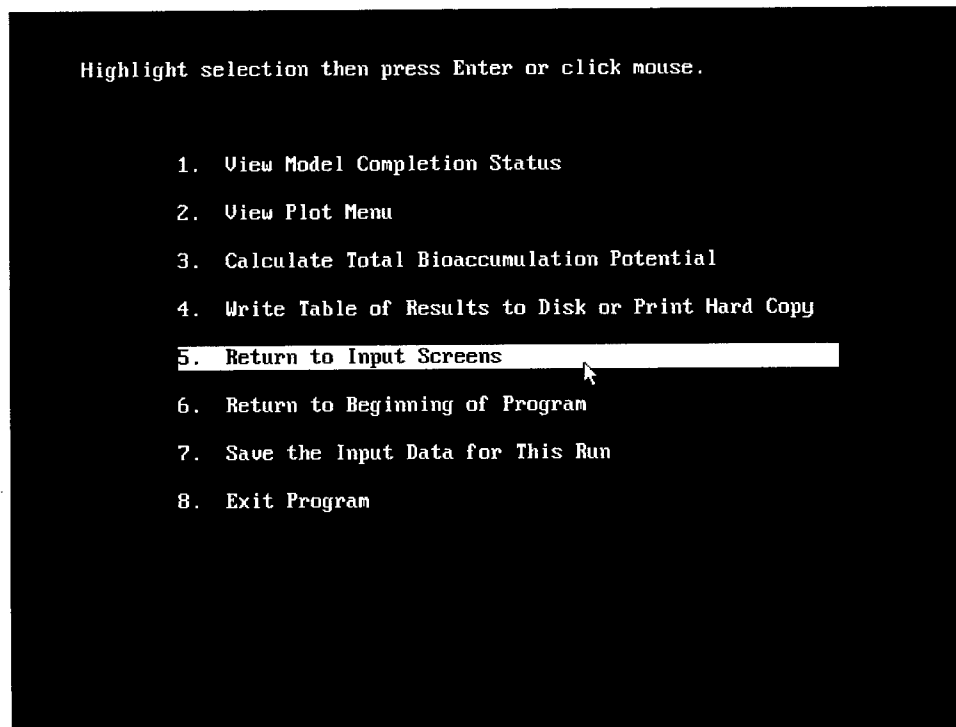 Highlight selection then press Enter or click mouse.
1. View Model Completion Status
2. View Plot Menu
3. Calculate Total Bioaccumulation Potential
4. Write Table of Results to Disk or Print Hard Copy
5. Return to Input Screens
6. Return to Beginning of Program
7. Save the Input Data for This Run
8. Exit Program